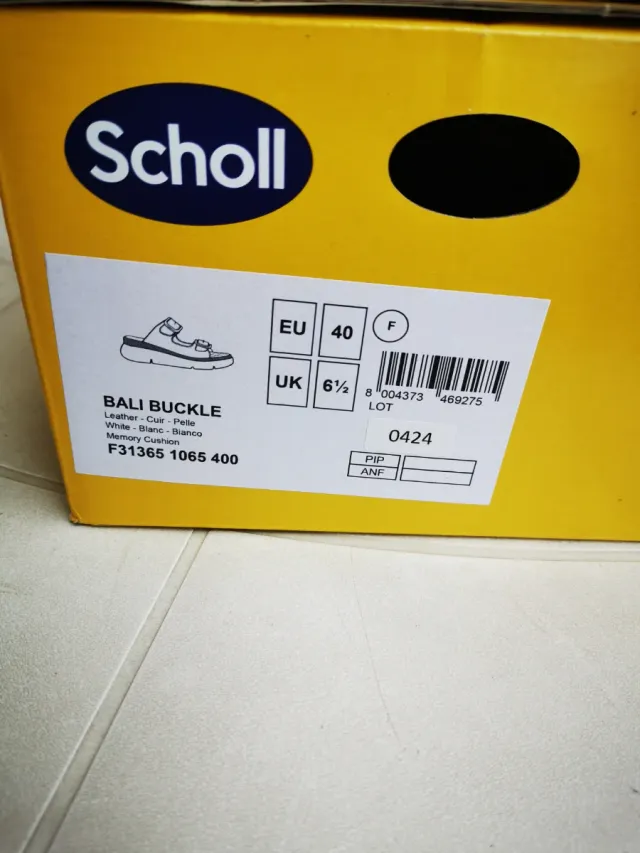 Scholl
EU 40 F
UK 6½
8 004373 469275
LOT
0424
PIP
ANF
BALI BUCKLE
Leather - Cuir - Pelle
White - Blanc - Bianco
Memory Cushion
F31365 1065 400